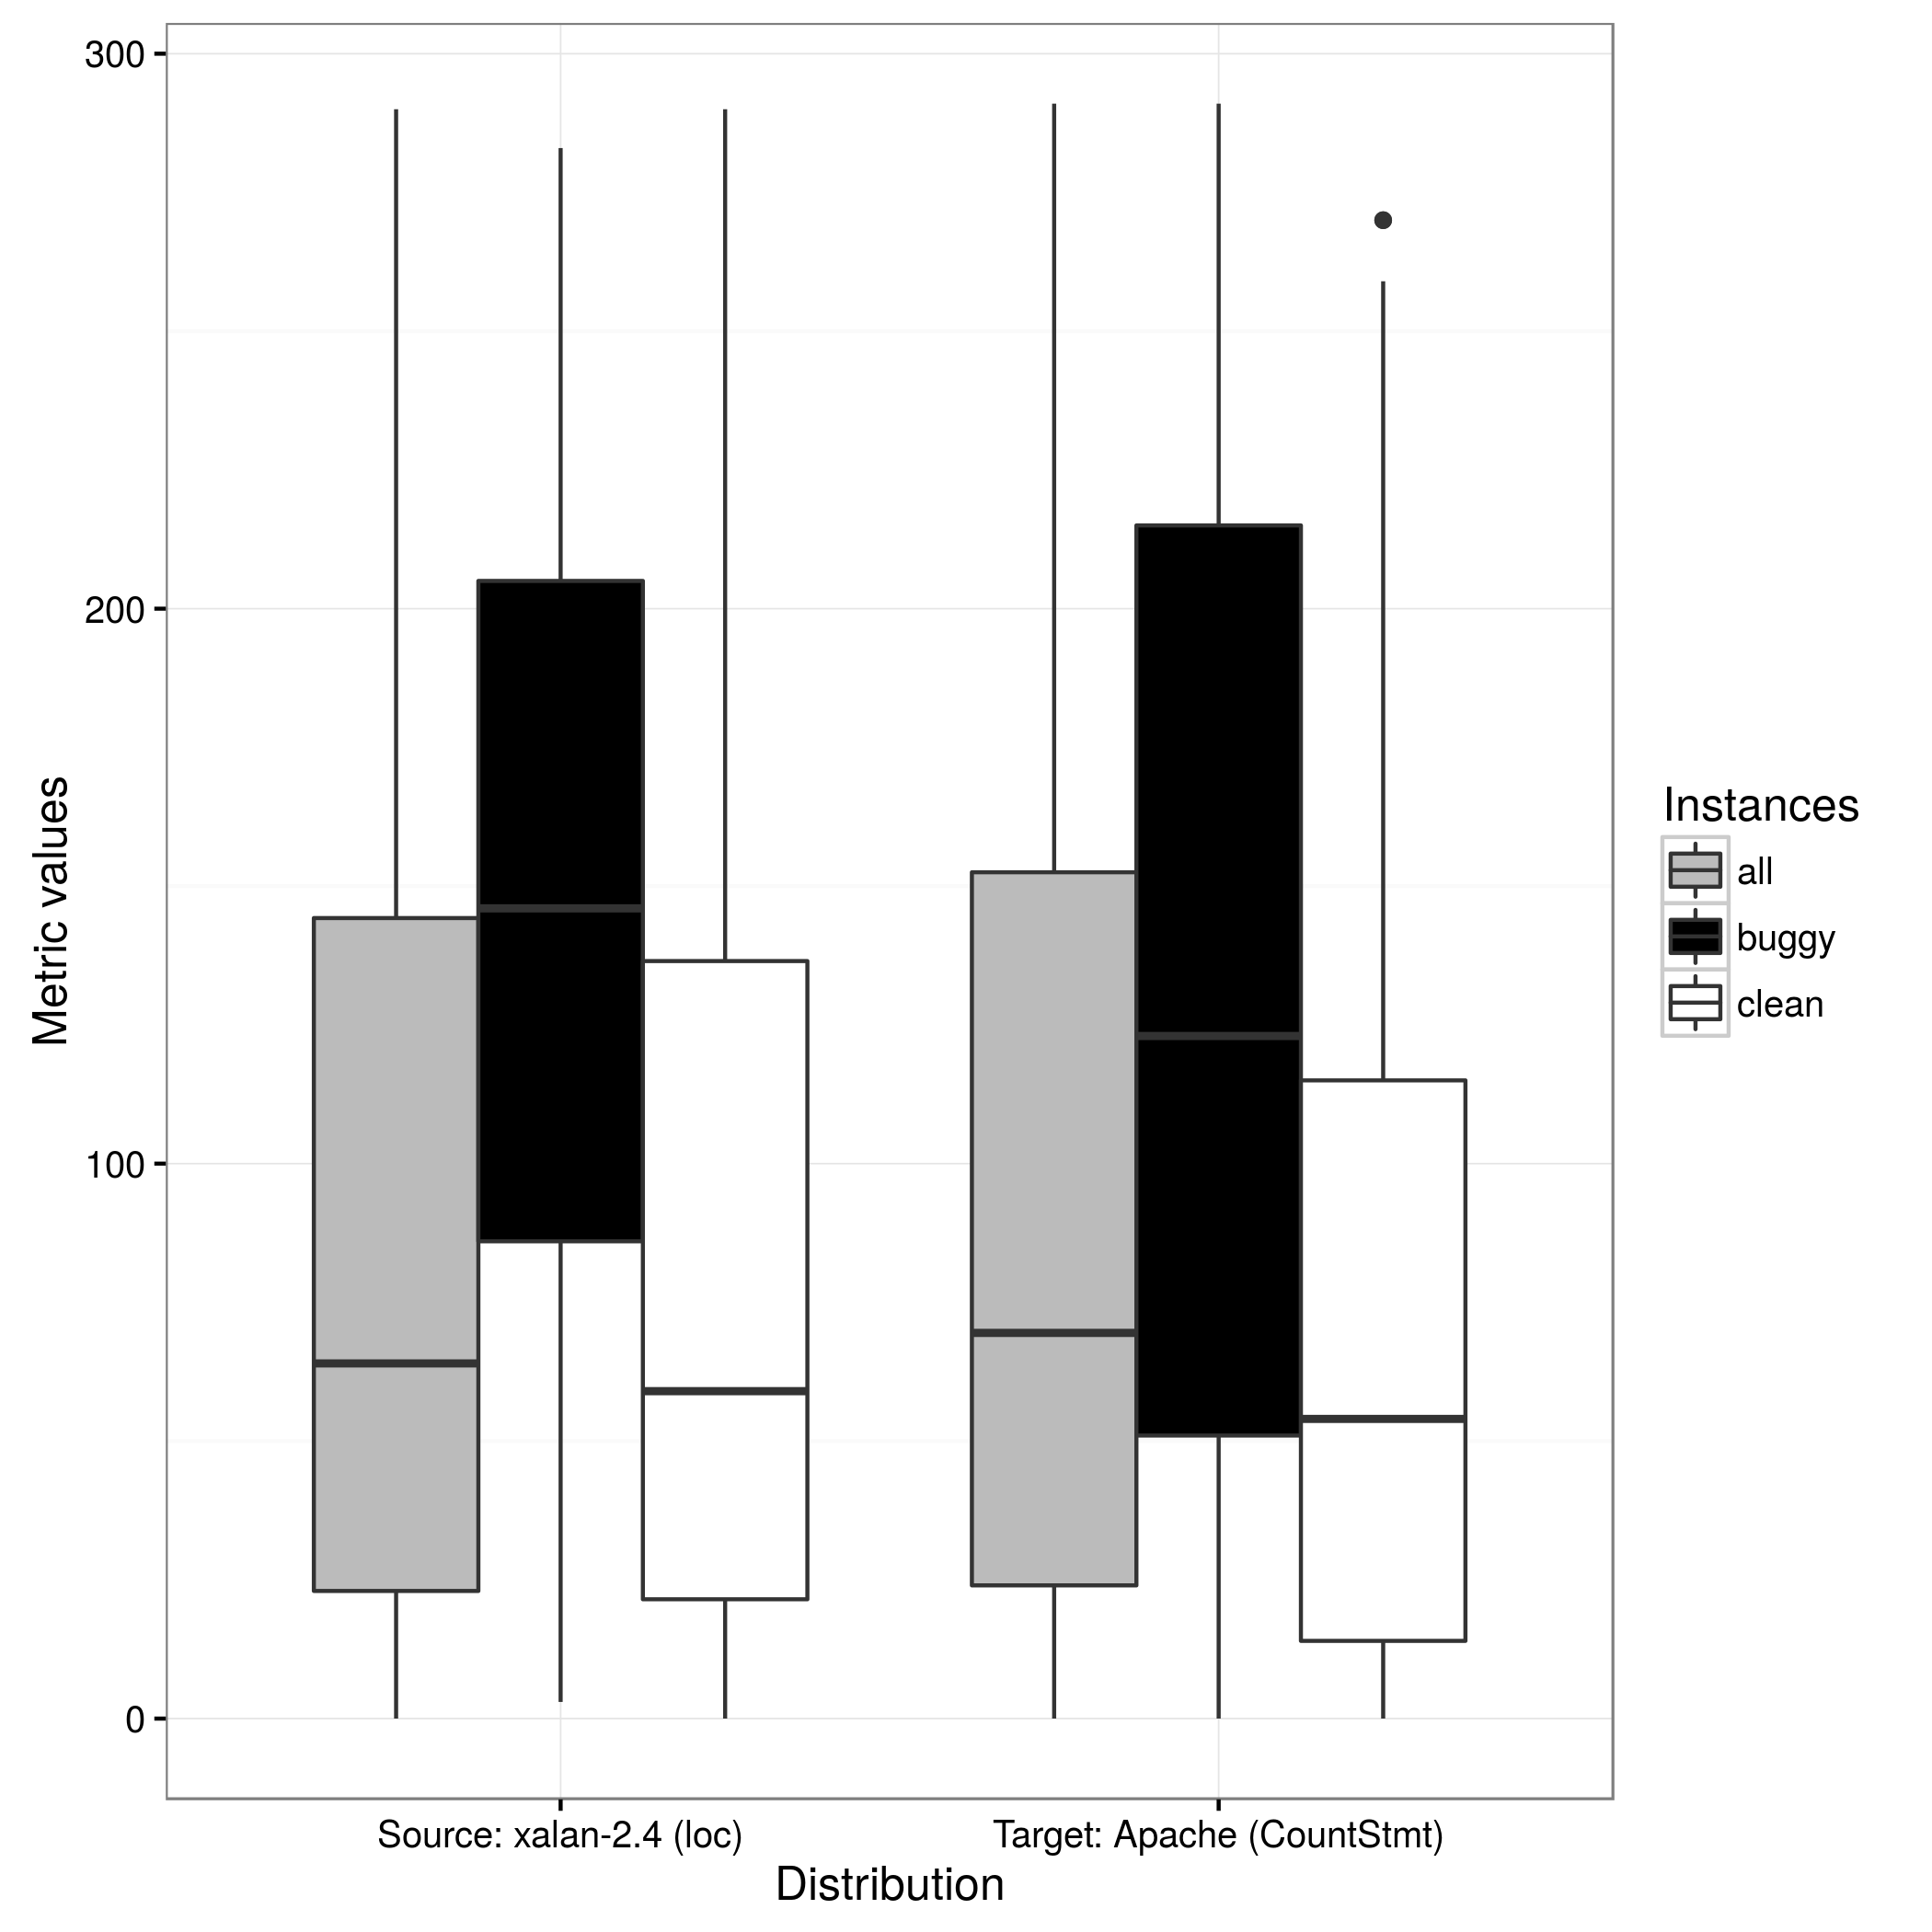 300
200
100
0
Metric values
Source: xalan-2.4 (loc)
Target: Apache (CountStmt)
Distribution
Instances
all
buggy
clean